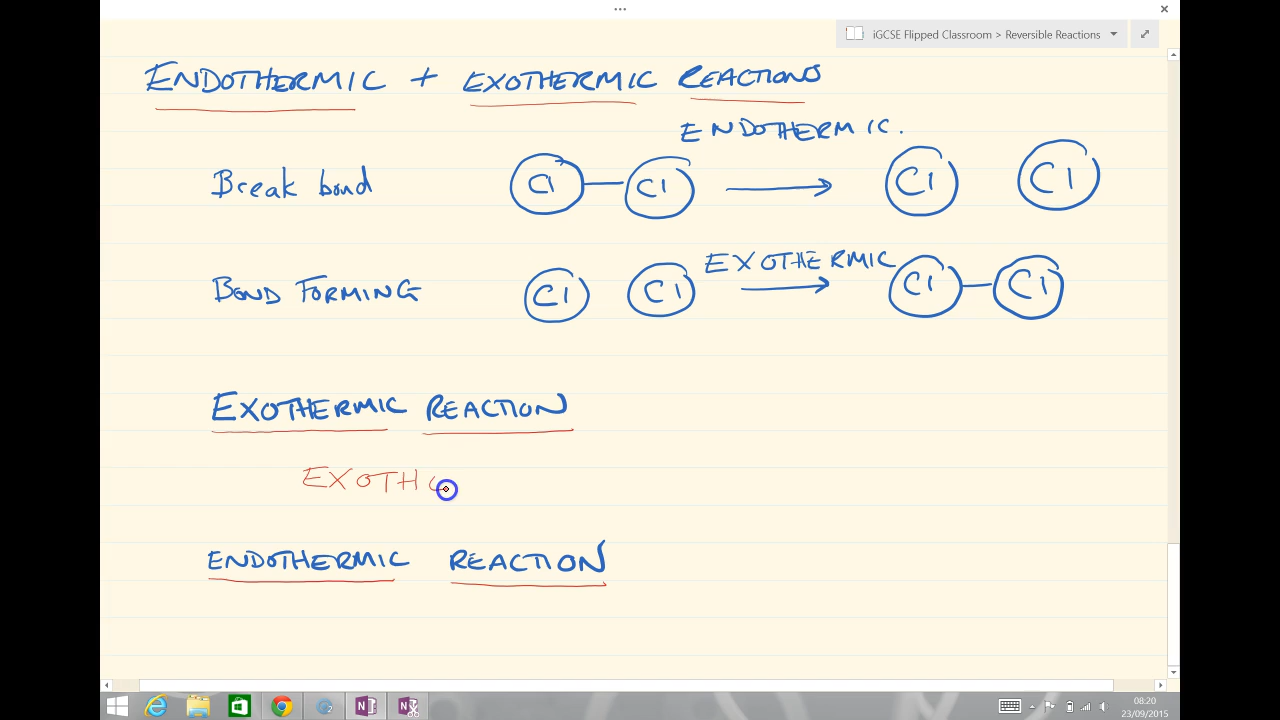 ...
iGCSE Flipped Classroom > Reversible Reactions
ENDOTHERMIC + EXOTHERMIC REACTIONS
ENDOTHERMIC.
Break bond Cl Cl Cl Cl
EXOTHERMIC
BOND FORMING Cl Cl Cl Cl
EXOTHERMIC REACTION
EXOTH
ENDOTHERMIC REACTION
08:20
23/09/2015